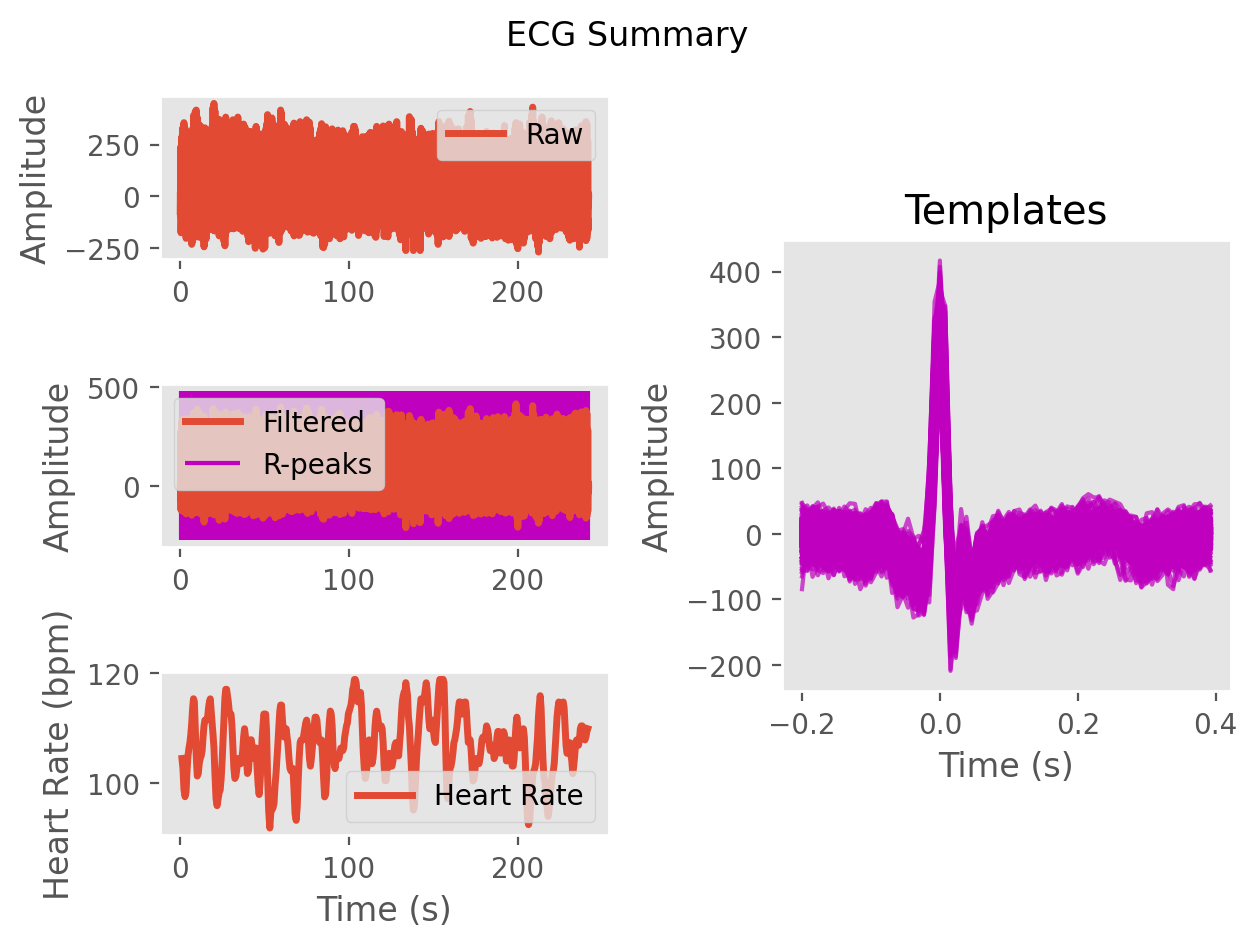 ECG Summary
Amplitude
250
0
−250
Raw
0 100 200
Amplitude
500
0
Filtered
R-peaks
0 100 200
Heart Rate (bpm)
120
100
Heart Rate
0 100 200
Time (s)
Templates
Amplitude
400
300
200
100
0
−100
−200
−0.2 0.0 0.2 0.4
Time (s)